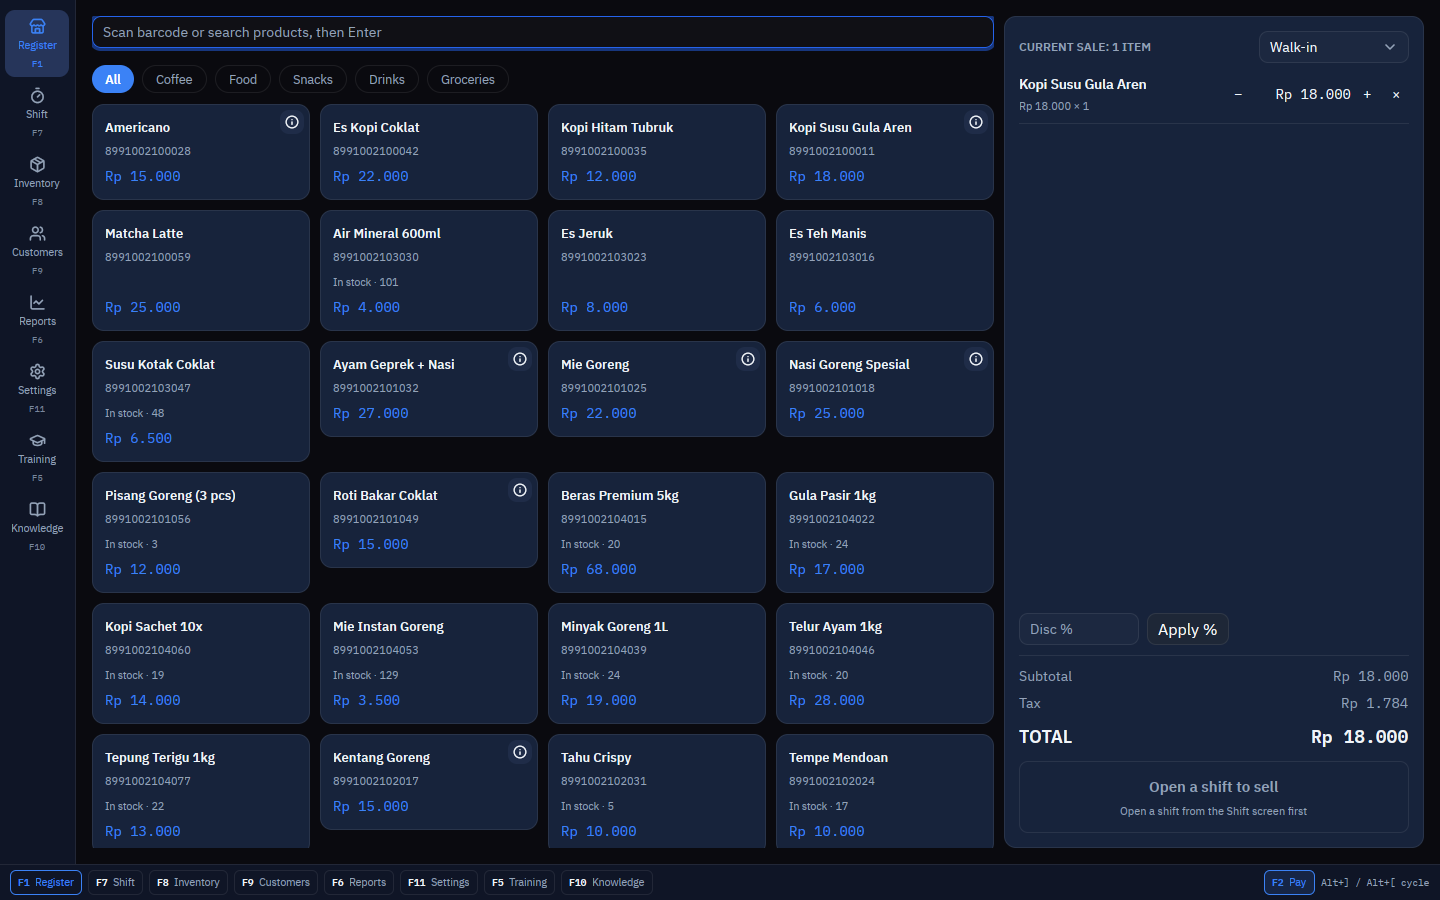 Register
F1
Shift
F7
Inventory
F8
Customers
F9
Reports
F6
Settings
F11
Training
F5
Knowledge
F10
Scan barcode or search products, then Enter
All
Coffee
Food
Snacks
Drinks
Groceries
Americano
8991002100028
Rp 15.000
Es Kopi Coklat
8991002100042
Rp 22.000
Kopi Hitam Tubruk
8991002100035
Rp 12.000
Kopi Susu Gula Aren
8991002100011
Rp 18.000
Matcha Latte
8991002100059
Rp 25.000
Air Mineral 600ml
8991002103030
In stock · 101
Rp 4.000
Es Jeruk
8991002103023
Rp 8.000
Es Teh Manis
8991002103016
Rp 6.000
Susu Kotak Coklat
8991002103047
In stock · 48
Rp 6.500
Ayam Geprek + Nasi
8991002101032
Rp 27.000
Mie Goreng
8991002101025
Rp 22.000
Nasi Goreng Spesial
8991002101018
Rp 25.000
Pisang Goreng (3 pcs)
8991002101056
In stock · 3
Rp 12.000
Roti Bakar Coklat
8991002101049
Rp 15.000
Beras Premium 5kg
8991002104015
In stock · 20
Rp 68.000
Gula Pasir 1kg
8991002104022
In stock · 24
Rp 17.000
Kopi Sachet 10x
8991002104060
In stock · 19
Rp 14.000
Mie Instan Goreng
8991002104053
In stock · 129
Rp 3.500
Minyak Goreng 1L
8991002104039
In stock · 24
Rp 19.000
Telur Ayam 1kg
8991002104046
In stock · 20
Rp 28.000
Tepung Terigu 1kg
8991002104077
In stock · 22
Rp 13.000
Kentang Goreng
8991002102017
Rp 15.000
Tahu Crispy
8991002102031
In stock · 5
Rp 10.000
Tempe Mendoan
8991002102024
In stock · 17
Rp 10.000
CURRENT SALE: 1 ITEM
Walk-in
Kopi Susu Gula Aren
Rp 18.000 × 1
− Rp 18.000 + ×
Disc %
Apply %
Subtotal Rp 18.000
Tax Rp 1.784
TOTAL Rp 18.000
Open a shift to sell
Open a shift from the Shift screen first
F1 Register F7 Shift F8 Inventory F9 Customers F6 Reports F11 Settings F5 Training F10 Knowledge F2 Pay Alt+] / Alt+[ cycle